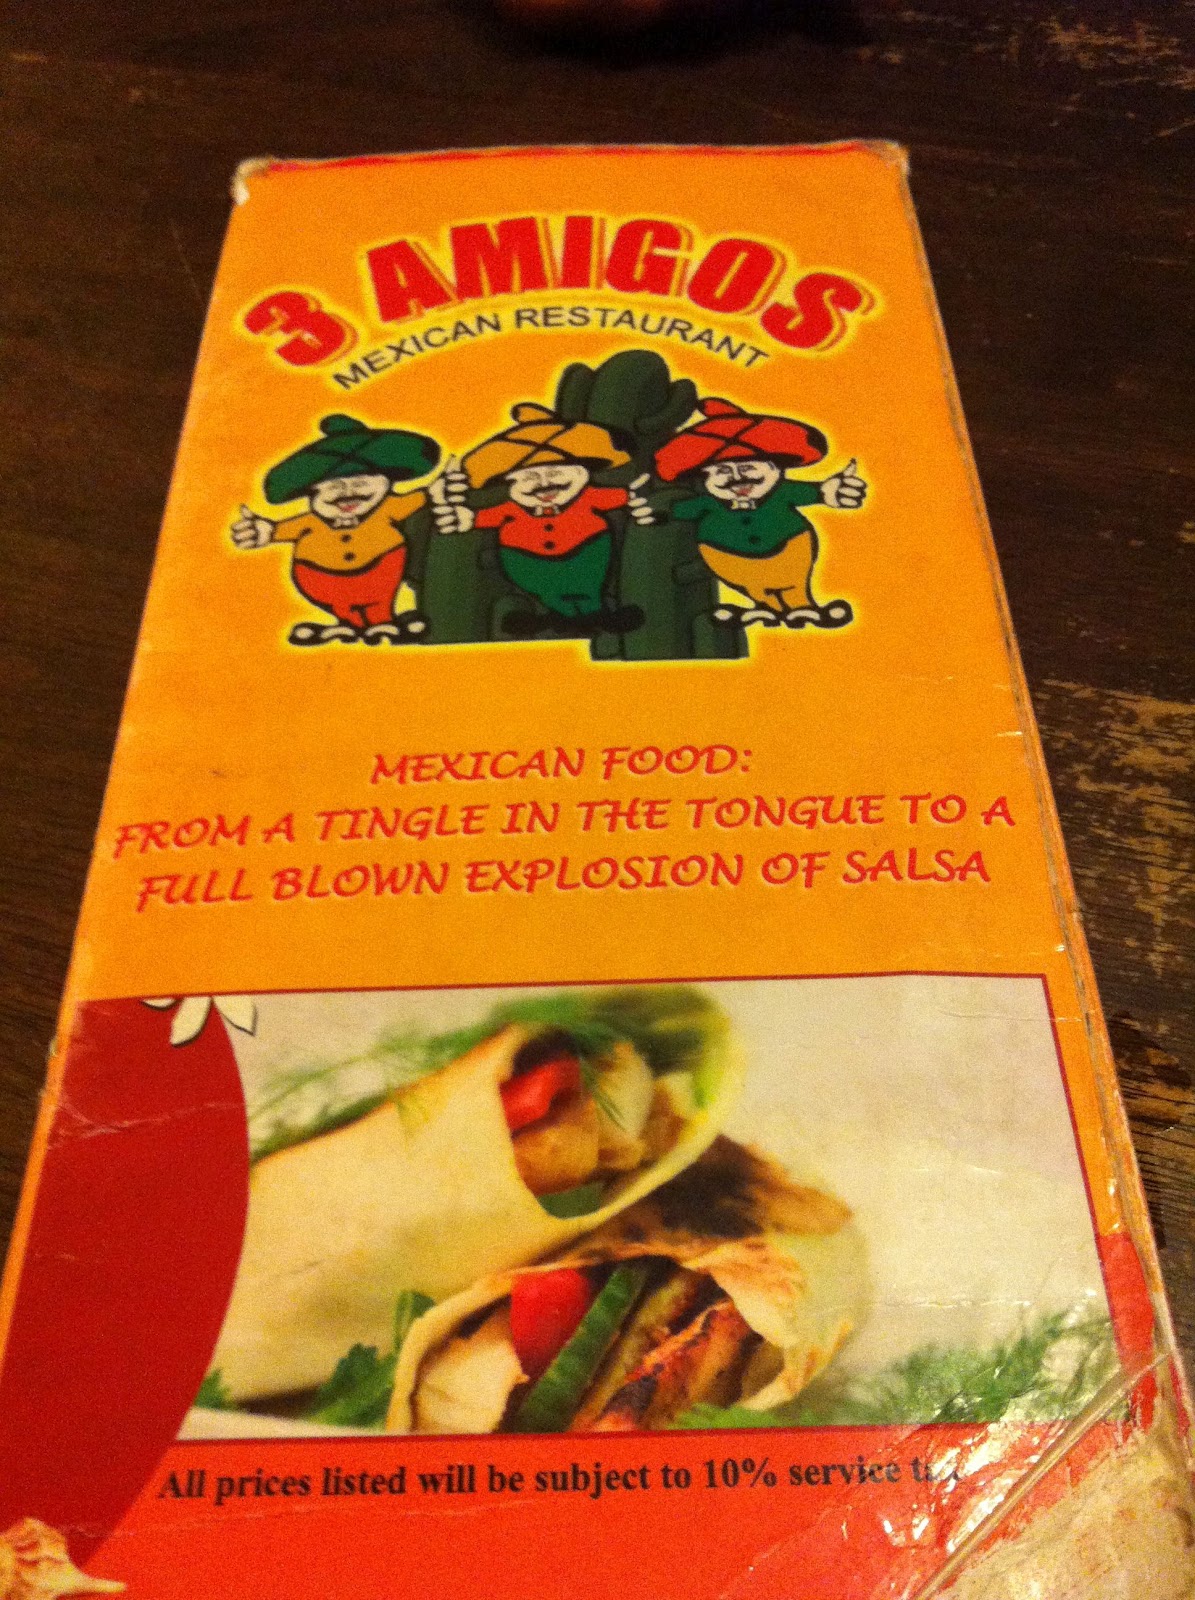 3 AMIGOS
MEXICAN RESTAURANT
MEXICAN FOOD:
FROM A TINGLE IN THE TONGUE TO A
FULL BLOWN EXPLOSION OF SALSA
All prices listed will be subject to 10% service